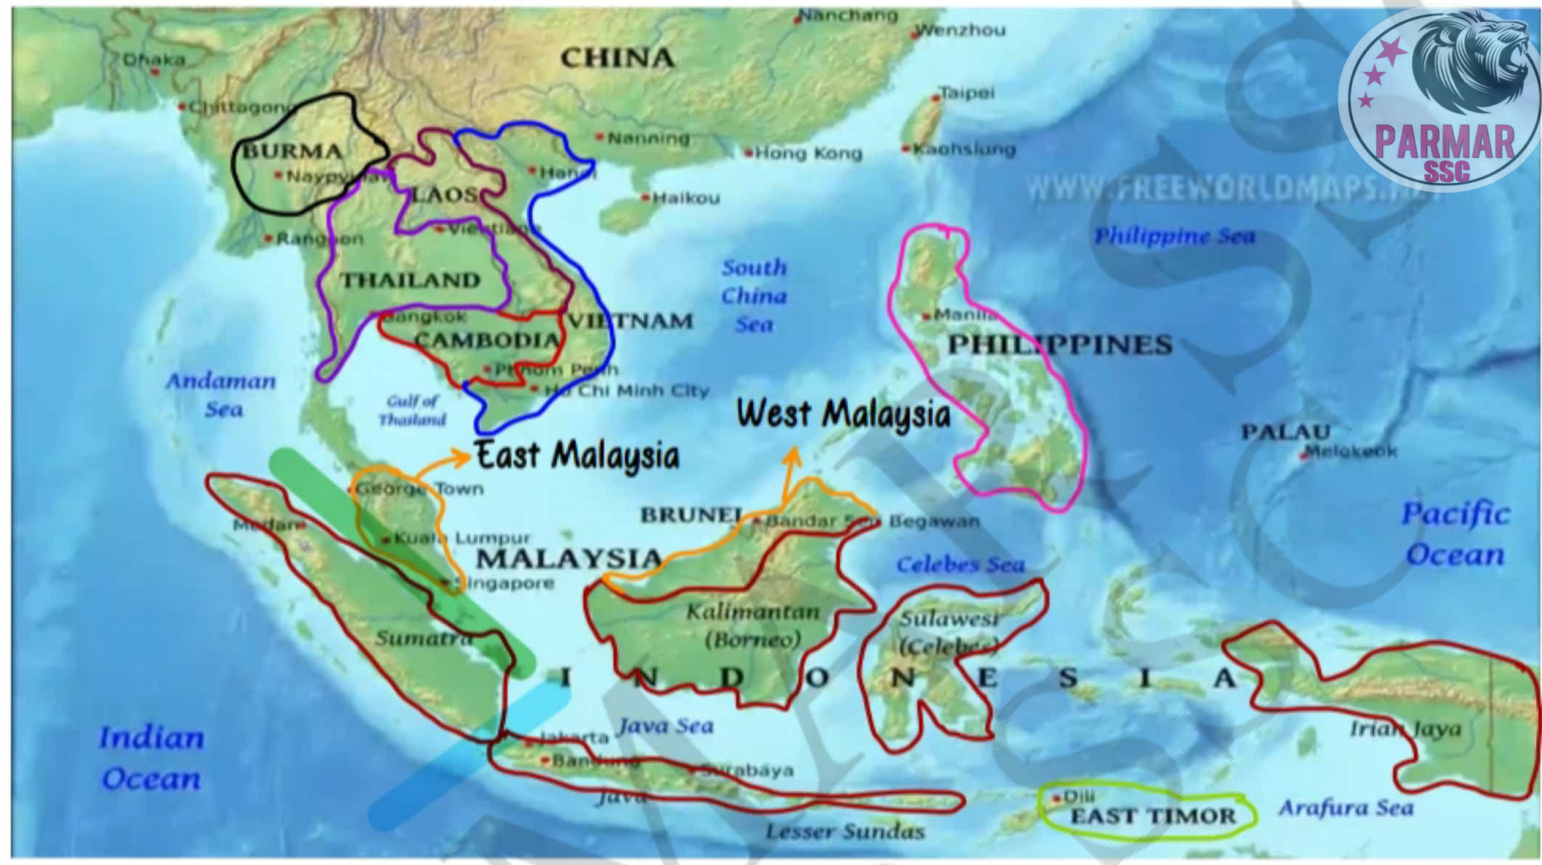 Nanchang
Wenzhou
CHINA
Dhaka
Taipei
Chittagong
Nanning
Hong Kong
Kaohsiung
PARMAR
SSC
BURMA
Naypyidaw
Hanoi
LAOS
Haikou
WWW.FREEWORLDMAPS.NET
Rangoon
Vientiane
Philippine Sea
THAILAND
South
China
Sea
Bangkok
VIETNAM
Manila
CAMBODIA
PHILIPPINES
Phnom Penh
Ho Chi Minh City
Andaman
Sea
Gulf of
Thailand
West Malaysia
PALAU
Melekeok
East Malaysia
George Town
Medan
BRUNEI
Bandar Seri Begawan
Pacific
Ocean
Kuala Lumpur
MALAYSIA
Celebes Sea
Singapore
Kalimantan
(Borneo)
Sulawesi
(Celebes)
Sumatra
I N D O N E S I A
Indian
Ocean
Java Sea
Jakarta
Irian Jaya
Bandung
Surabaya
Java
Dili
EAST TIMOR
Arafura Sea
Lesser Sundas